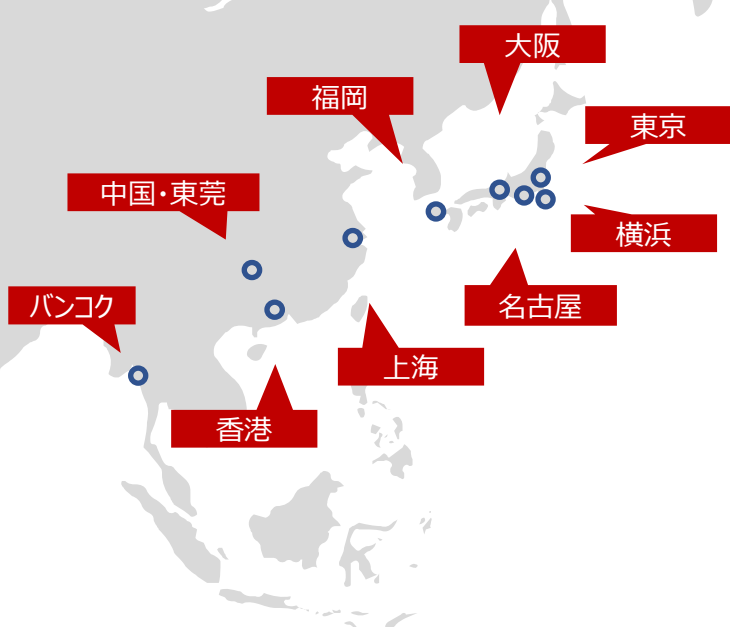 大阪
福岡
東京
中国・東莞
横浜
バンコク
名古屋
上海
香港